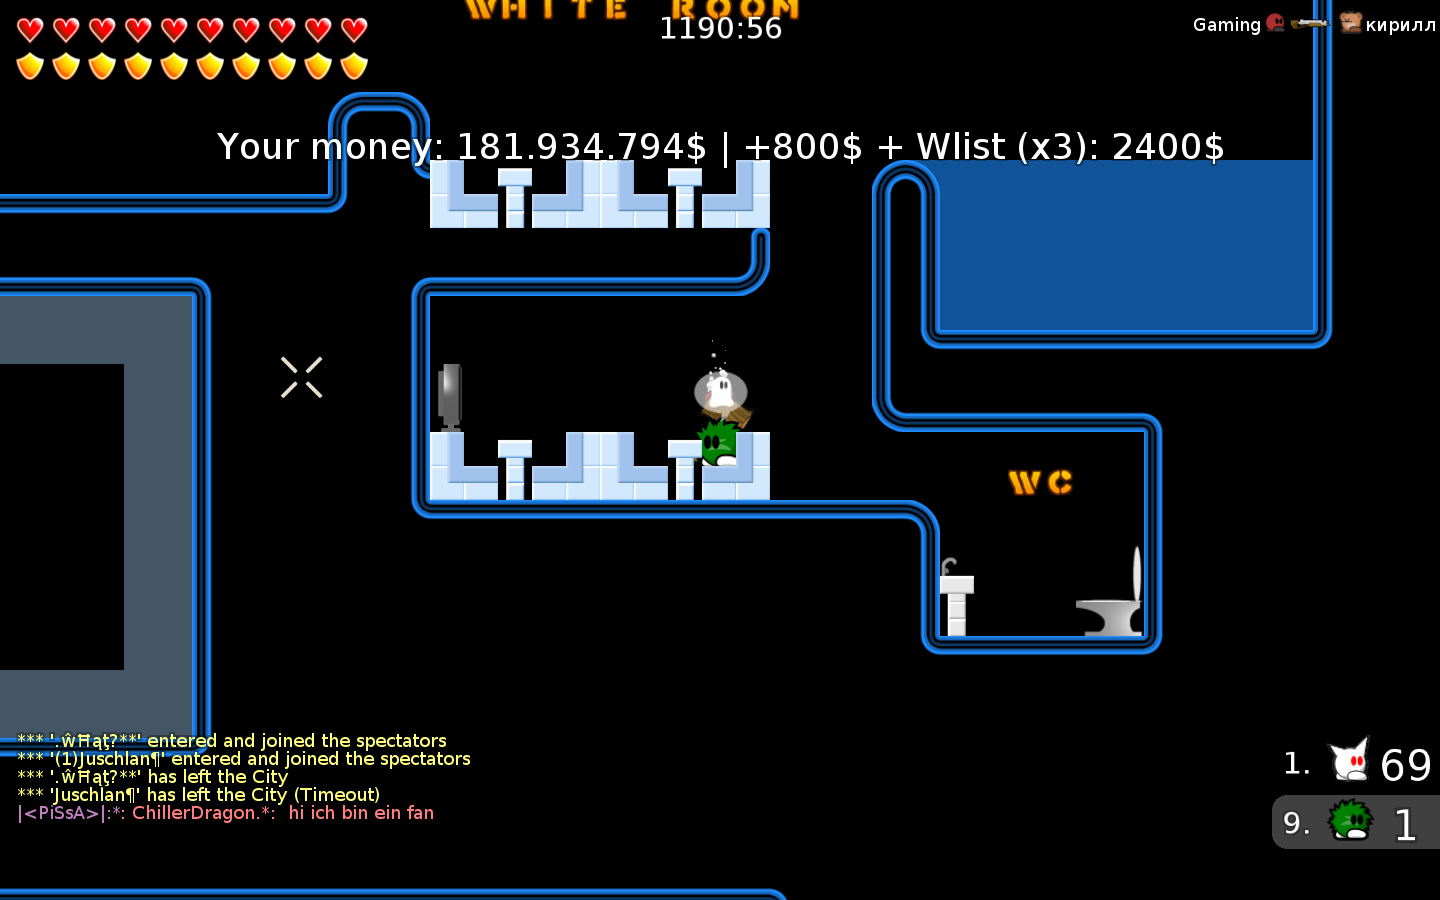 WHITE ROOM
1190:56
Gaming кирилл
Your money: 181.934.794$ | +800$ + Wlist (x3): 2400$
WC
*** '.ŵĦąţ?**' entered and joined the spectators
*** '(1)Juschlan¶' entered and joined the spectators
*** '.ŵĦąţ?**' has left the City
*** 'Juschlan¶' has left the City (Timeout)
|<PiSsA>|:*: ChillerDragon.*: hi ich bin ein fan
1. 69
9. 1